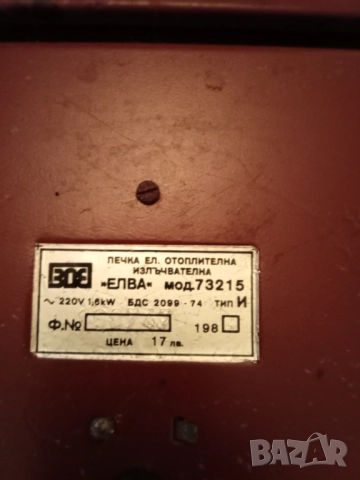 ПЕЧКА ЕЛ. ОТОПЛИТЕЛНА
ИЗЛЪЧВАТЕЛНА
"ЕЛВА" мод.73215
~ 220V 1,6kW БДС 2099-74 ТИП И
Ф.№
198
ЦЕНА 17 лв.
BAZAR